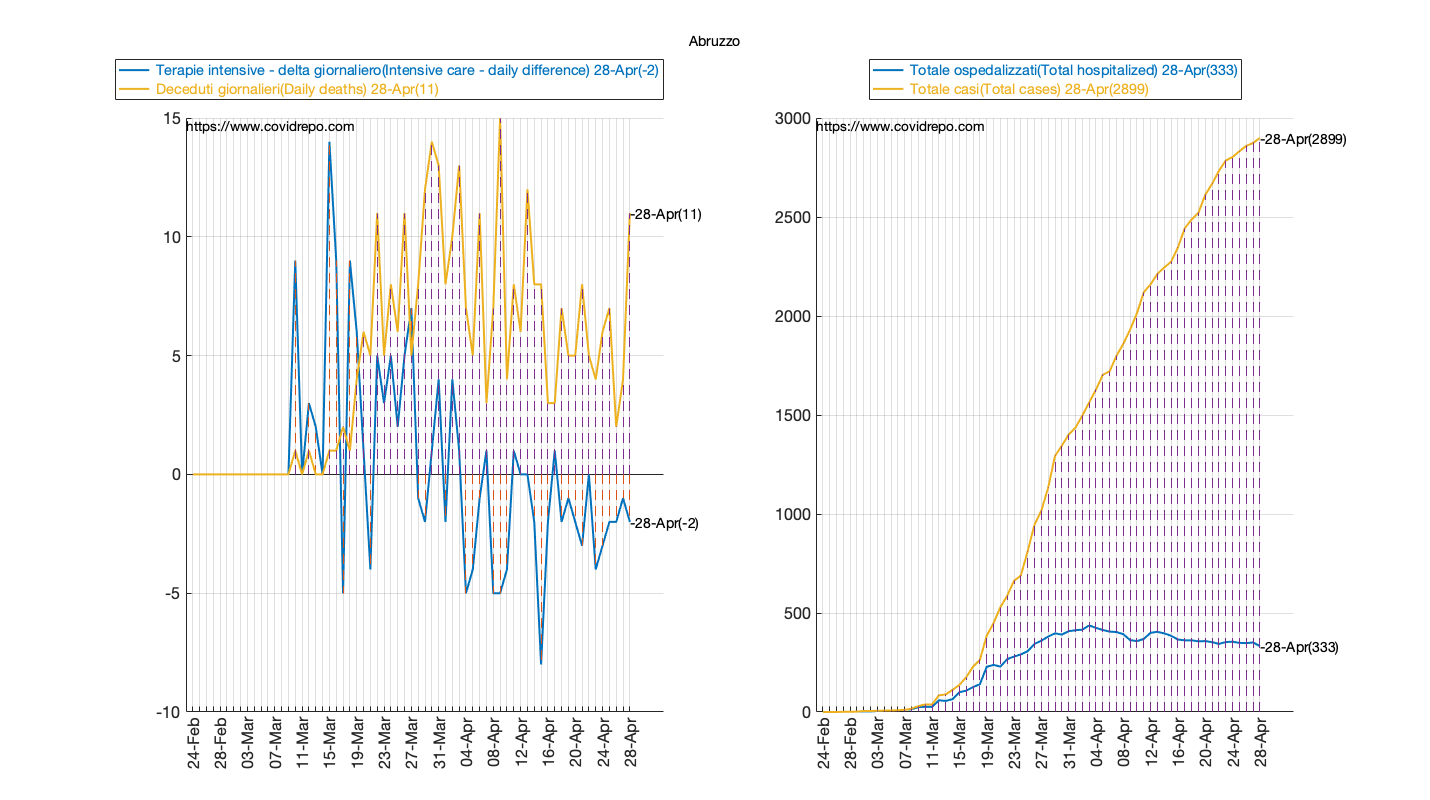 Abruzzo
Terapie intensive - delta giornaliero(Intensive care - daily difference) 28-Apr(-2)
Deceduti giornalieri(Daily deaths) 28-Apr(11)
15
https://www.covidrepo.com
10
5
0
-5
-10
-28-Apr(11)
-28-Apr(-2)
24-Feb
28-Feb
03-Mar
07-Mar
11-Mar
15-Mar
19-Mar
23-Mar
27-Mar
31-Mar
04-Apr
08-Apr
12-Apr
16-Apr
20-Apr
24-Apr
28-Apr
Totale ospedalizzati(Total hospitalized) 28-Apr(333)
Totale casi(Total cases) 28-Apr(2899)
3000
https://www.covidrepo.com
2500
2000
1500
1000
500
0
-28-Apr(2899)
-28-Apr(333)
24-Feb
28-Feb
03-Mar
07-Mar
11-Mar
15-Mar
19-Mar
23-Mar
27-Mar
31-Mar
04-Apr
08-Apr
12-Apr
16-Apr
20-Apr
24-Apr
28-Apr